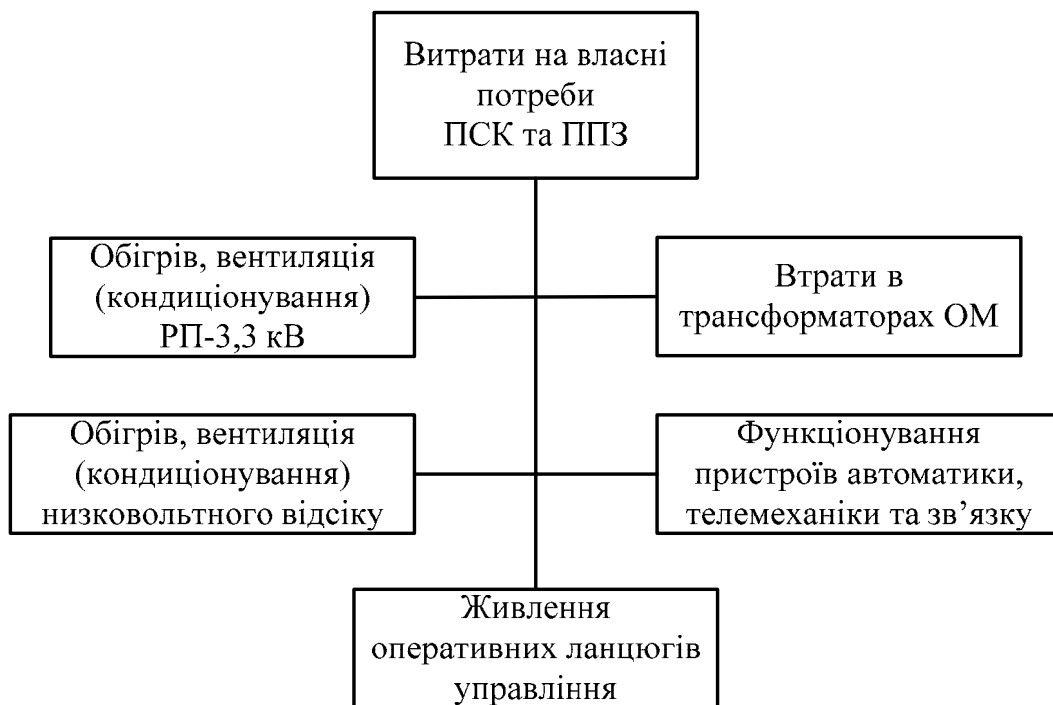 Витрати на власні
потреби
ПСК та ППЗ
Обігрів, вентиляція
(кондиціонування)
РП-3,3 кВ
Втрати в
трансформаторах ОМ
Обігрів, вентиляція
(кондиціонування)
низковольтного відсіку
Функціонування
пристроїв автоматики,
телемеханіки та зв’язку
Живлення
оперативних ланцюгів
управління